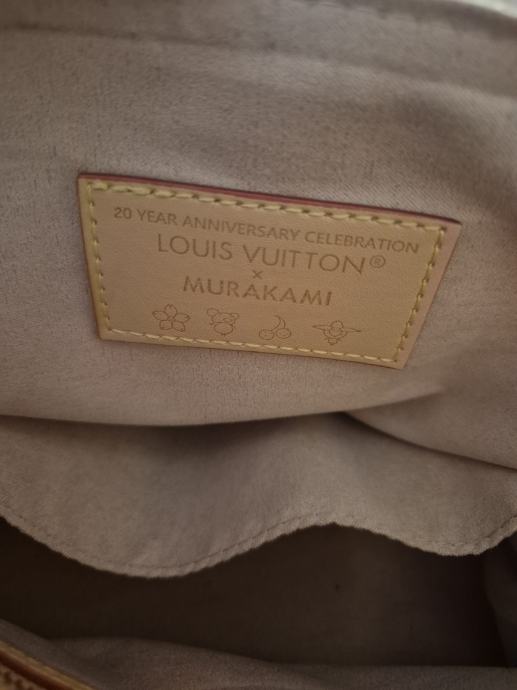 20 YEAR ANNIVERSARY CELEBRATION
LOUIS VUITTON®
×
MURAKAMI